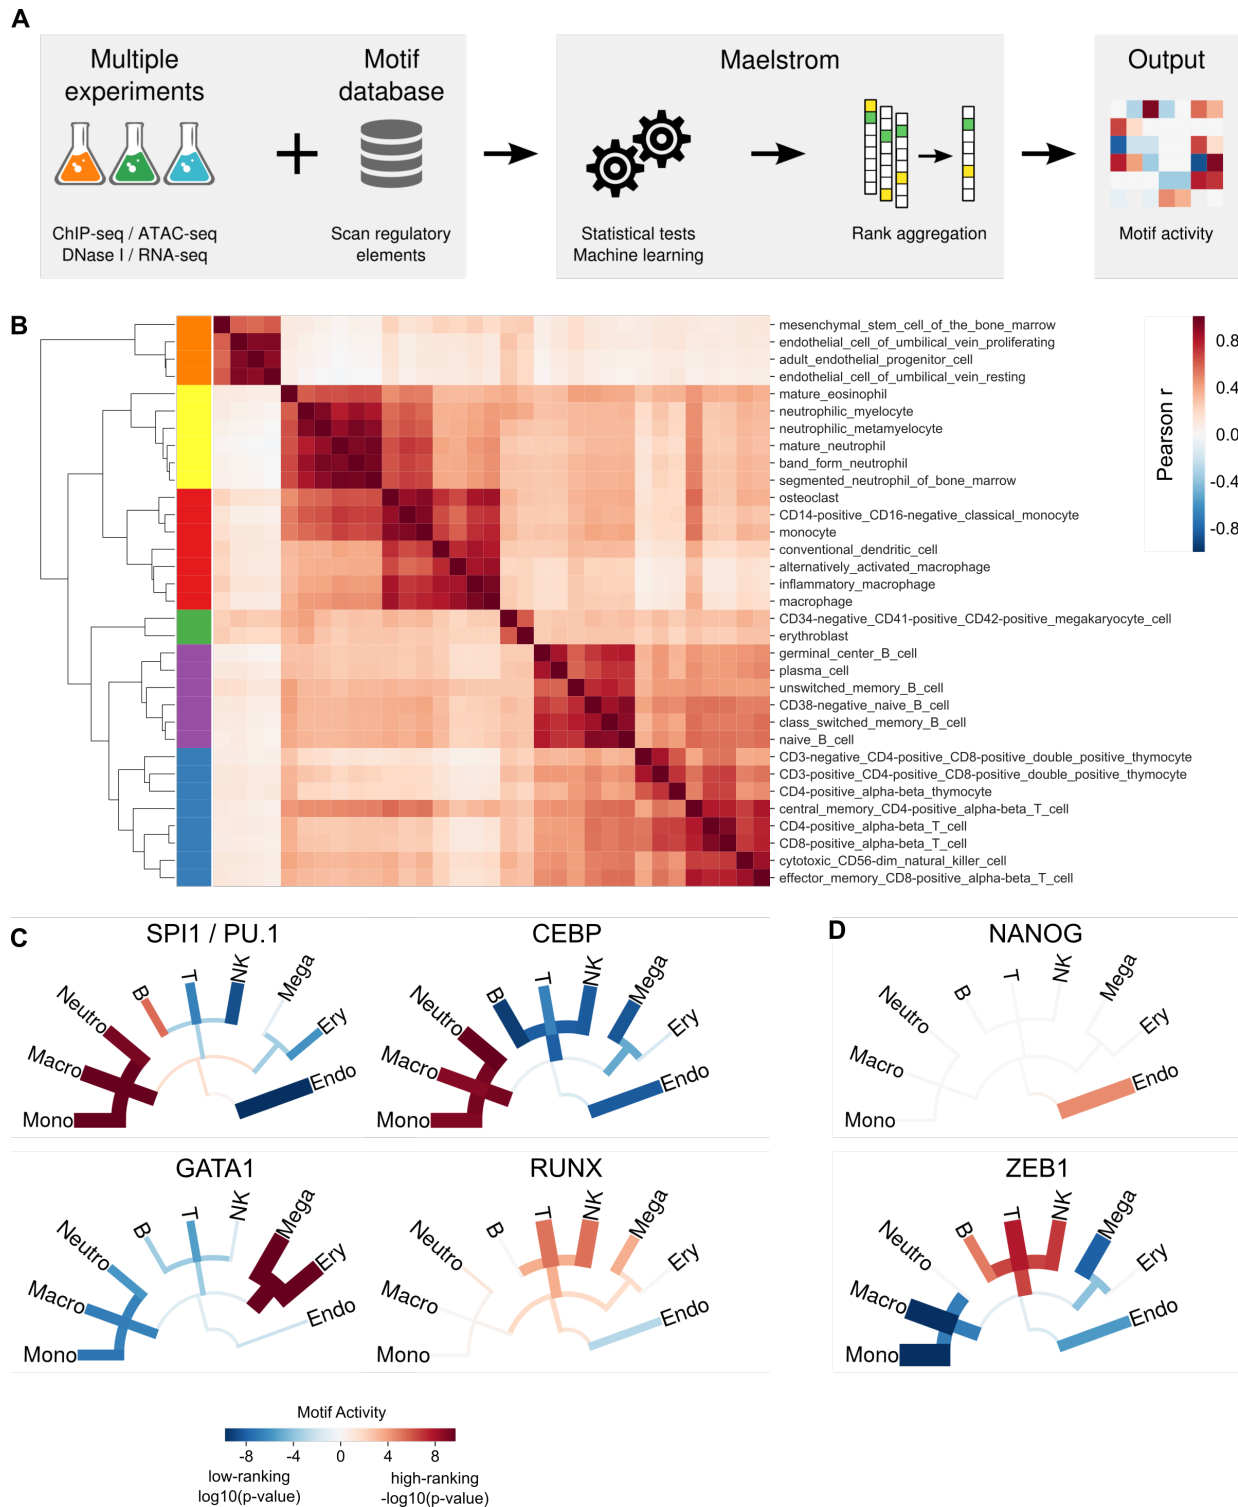 A
Multiple
experiments
ChIP-seq / ATAC-seq
DNase I / RNA-seq
Motif
database
Scan regulatory
elements
Maelstrom
Statistical tests
Machine learning
Rank aggregation
Output
Motif activity
B
mesenchymal_stem_cell_of_the_bone_marrow
endothelial_cell_of_umbilical_vein_proliferating
adult_endothelial_progenitor_cell
endothelial_cell_of_umbilical_vein_resting
mature_eosinophil
neutrophilic_myelocyte
neutrophilic_metamyelocyte
mature_neutrophil
band_form_neutrophil
segmented_neutrophil_of_bone_marrow
osteoclast
CD14-positive_CD16-negative_classical_monocyte
monocyte
conventional_dendritic_cell
alternatively_activated_macrophage
inflammatory_macrophage
macrophage
CD34-negative_CD41-positive_CD42-positive_megakaryocyte_cell
erythroblast
germinal_center_B_cell
plasma_cell
unswitched_memory_B_cell
CD38-negative_naive_B_cell
class_switched_memory_B_cell
naive_B_cell
CD3-negative_CD4-positive_CD8-positive_double_positive_thymocyte
CD3-positive_CD4-positive_CD8-positive_double_positive_thymocyte
CD4-positive_alpha-beta_thymocyte
central_memory_CD4-positive_alpha-beta_T_cell
CD4-positive_alpha-beta_T_cell
CD8-positive_alpha-beta_T_cell
cytotoxic_CD56-dim_natural_killer_cell
effector_memory_CD8-positive_alpha-beta_T_cell
Pearson r
0.8
0.4
0.0
-0.4
-0.8
C
SPI1 / PU.1
Mono
Macro
Neutro
B
T
NK
Mega
Ery
Endo
CEBP
Mono
Macro
Neutro
B
T
NK
Mega
Ery
Endo
D
NANOG
Mono
Macro
Neutro
B
T
NK
Mega
Ery
Endo
GATA1
Mono
Macro
Neutro
B
T
NK
Mega
Ery
Endo
RUNX
Mono
Macro
Neutro
B
T
NK
Mega
Ery
Endo
ZEB1
Mono
Macro
Neutro
B
T
NK
Mega
Ery
Endo
Motif Activity
-8 -4 0 4 8
low-ranking
log10(p-value)
high-ranking
-log10(p-value)